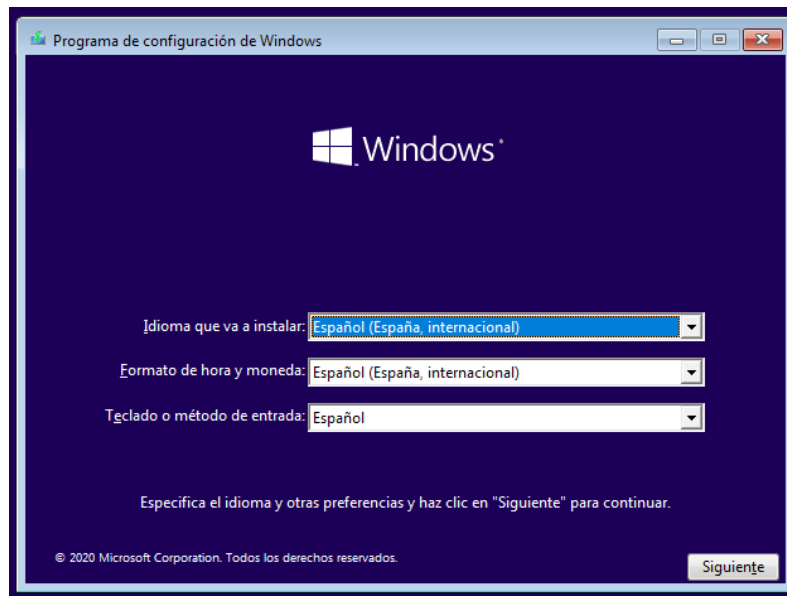 Programa de configuración de Windows
Windows
Idioma que va a instalar: Español (España, internacional)
Formato de hora y moneda: Español (España, internacional)
Teclado o método de entrada: Español
Especifica el idioma y otras preferencias y haz clic en "Siguiente" para continuar.
© 2020 Microsoft Corporation. Todos los derechos reservados.
Siguiente